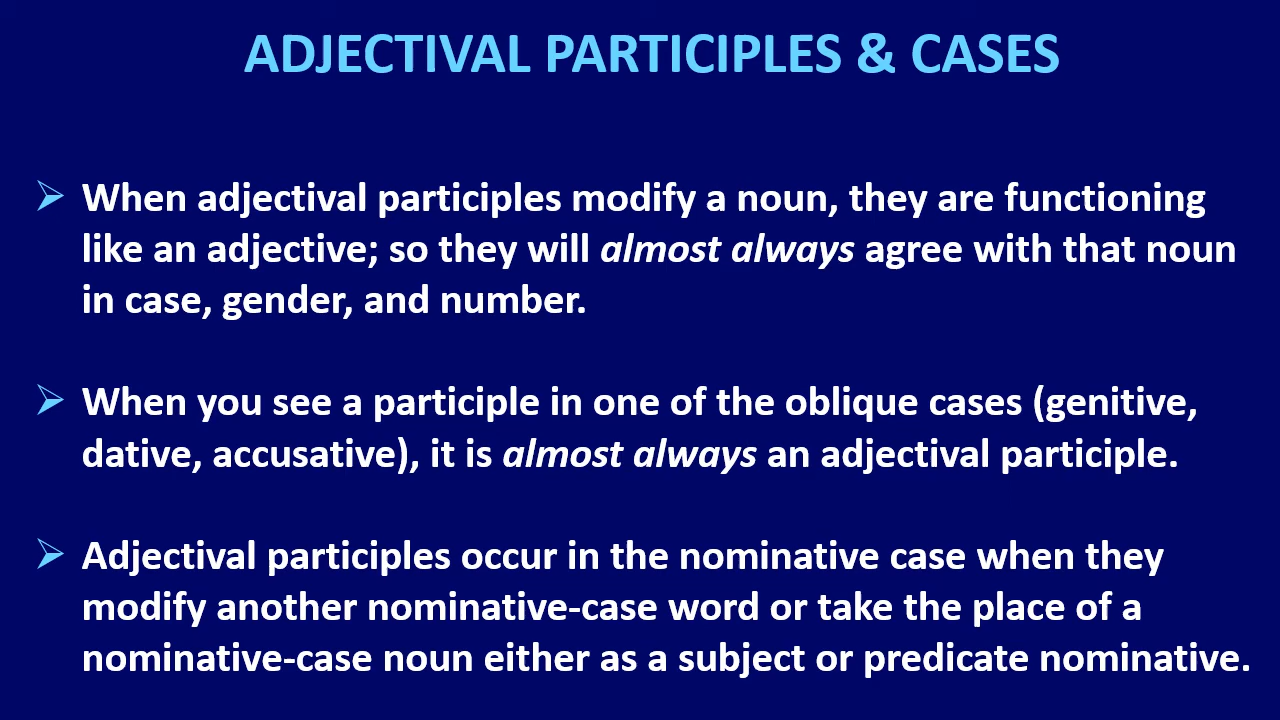 ADJECTIVAL PARTICIPLES & CASES
➢ When adjectival participles modify a noun, they are functioning
like an adjective; so they will almost always agree with that noun
in case, gender, and number.
➢ When you see a participle in one of the oblique cases (genitive,
dative, accusative), it is almost always an adjectival participle.
➢ Adjectival participles occur in the nominative case when they
modify another nominative-case word or take the place of a
nominative-case noun either as a subject or predicate nominative.